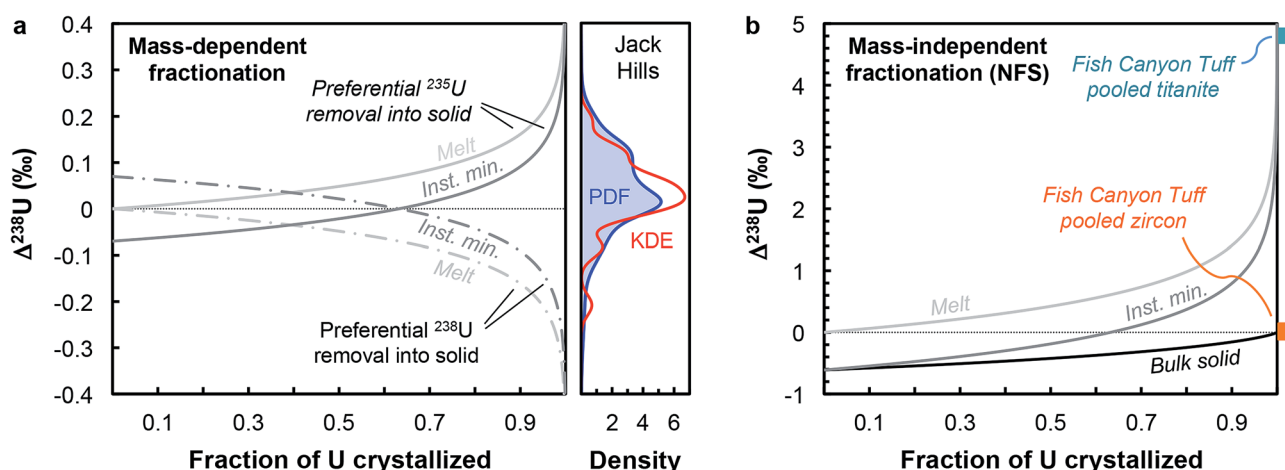 a
Mass-dependent
fractionation
Preferential ²³⁵U
removal into solid
Melt
Inst. min.
Inst. min.
Melt
Preferential ²³⁸U
removal into solid
Δ²³⁸U (‰)
0.4
0.3
0.2
0.1
0
-0.1
-0.2
-0.3
-0.4
0.1
0.3
0.5
0.7
0.9
Fraction of U crystallized
Jack
Hills
PDF
KDE
2
4
6
Density
b
Mass-independent
fractionation (NFS)
Fish Canyon Tuff
pooled titanite
Fish Canyon Tuff
pooled zircon
Melt
Inst. min.
Bulk solid
Δ²³⁸U (‰)
5
4
3
2
1
0
-1
0.1
0.3
0.5
0.7
0.9
Fraction of U crystallized